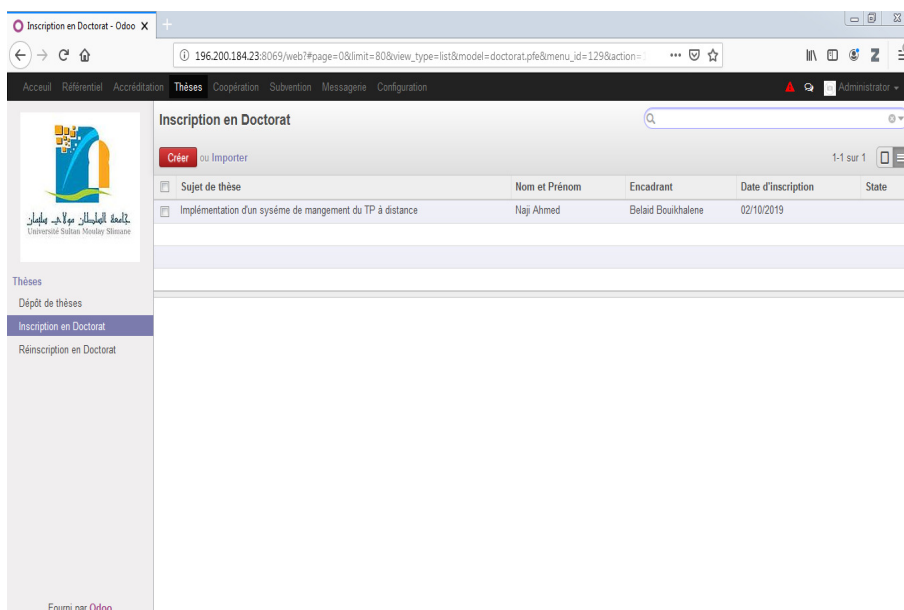 Inscription en Doctorat - Odoo X
196.200.184.23:8069/web?#page=0&limit=80&view_type=list&model=doctorat.pfe&menu_id=129&action=
Acceuil Référentiel Accréditation Thèses Coopération Subvention Messagerie Configuration Administrator
Inscription en Doctorat
Créer ou Importer 1-1 sur 1
Sujet de thèse Nom et Prénom Encadrant Date d'inscription State
Implémentation d'un syséme de mangement du TP à distance Naji Ahmed Belaid Bouikhalene 02/10/2019
جامعة السلطان مولاي سليمان
Université Sultan Moulay Slimane
Thèses
Dépôt de thèses
Inscription en Doctorat
Réinscription en Doctorat
Fourni par Odoo